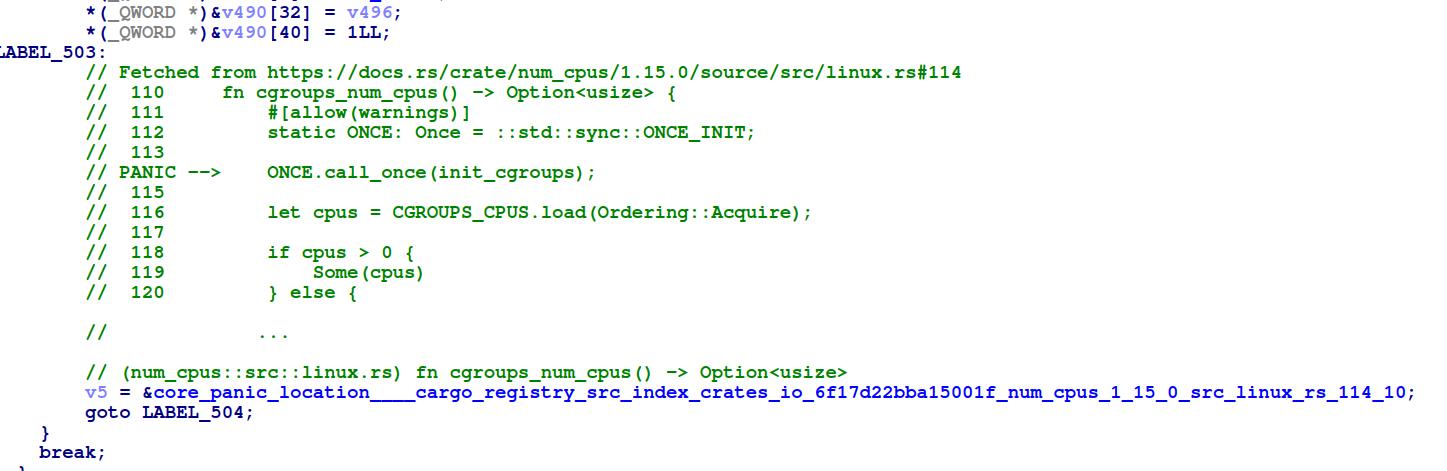 *(_QWORD *)&v490[32] = v496;
*(_QWORD *)&v490[40] = 1LL;
LABEL_503:
// Fetched from https://docs.rs/crate/num_cpus/1.15.0/source/src/linux.rs#114
//  110     fn cgroups_num_cpus() -> Option<usize> {
//  111         #[allow(warnings)]
//  112         static ONCE: Once = ::std::sync::ONCE_INIT;
//  113
// PANIC -->    ONCE.call_once(init_cgroups);
//  115
//  116         let cpus = CGROUPS_CPUS.load(Ordering::Acquire);
//  117
//  118         if cpus > 0 {
//  119             Some(cpus)
//  120         } else {
//              ...
// (num_cpus::src::linux.rs) fn cgroups_num_cpus() -> Option<usize>
v5 = &core_panic_location____cargo_registry_src_index_crates_io_6f17d22bba15001f_num_cpus_1_15_0_src_linux_rs_114_10;
goto LABEL_504;
}
break;